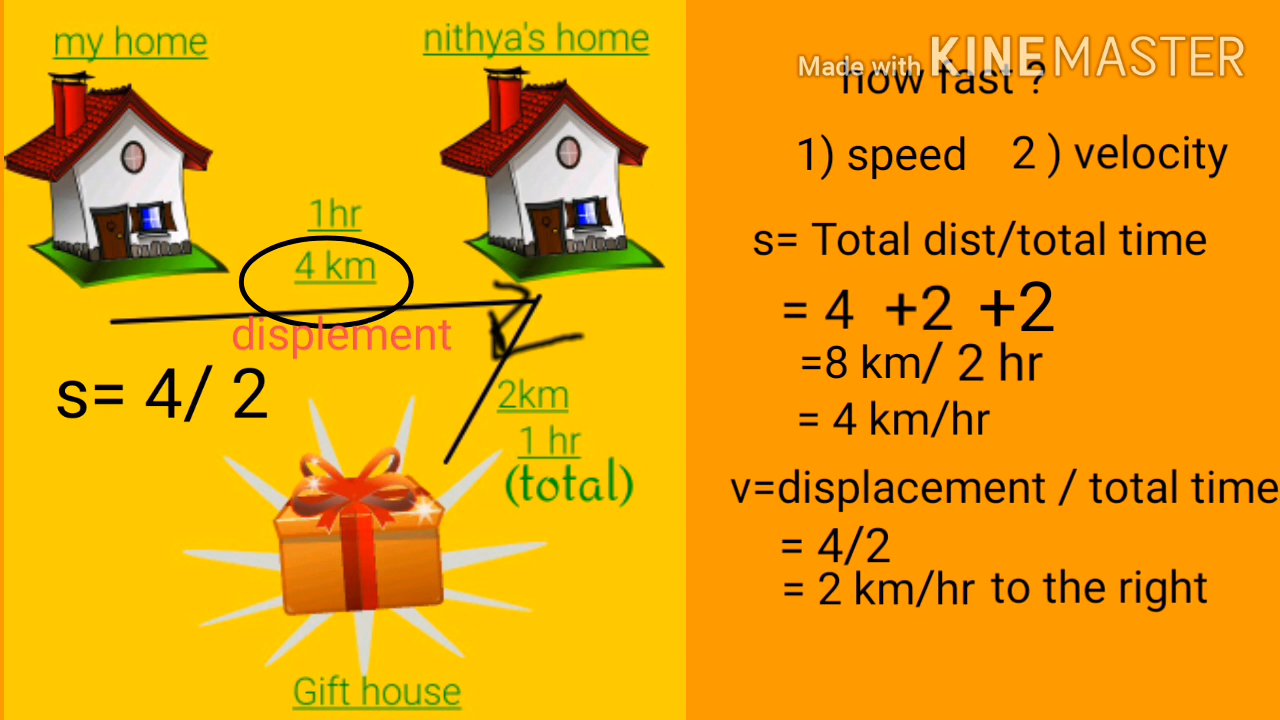 my home
nithya's home
1hr
4 km
displement
s= 4/ 2
2km
1 hr
(total)
Gift house
Made with KINEMASTER
how fast ?
1) speed 2 ) velocity
s= Total dist/total time
= 4 +2 +2
=8 km/ 2 hr
= 4 km/hr
v=displacement / total time
= 4/2
= 2 km/hr to the right